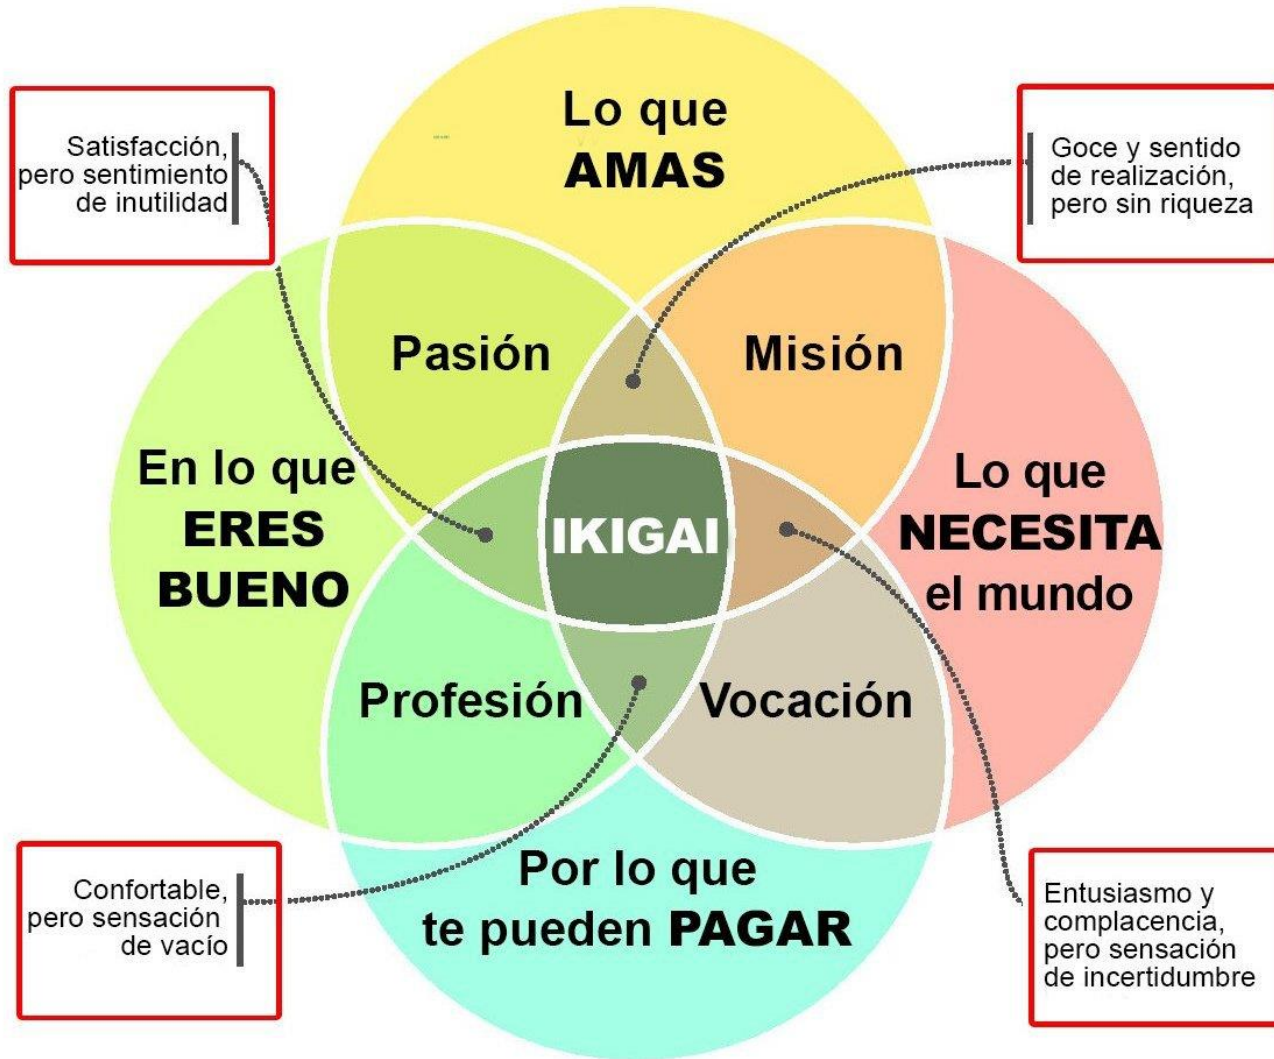 Lo que
AMAS
Satisfacción,
pero sentimiento
de inutilidad
Goce y sentido
de realización,
pero sin riqueza
Pasión
Misión
En lo que
ERES
BUENO
IKIGAI
Lo que
NECESITA
el mundo
Profesión
Vocación
Por lo que
te pueden PAGAR
Confortable,
pero sensación
de vacío
Entusiasmo y
complacencia,
pero sensación
de incertidumbre